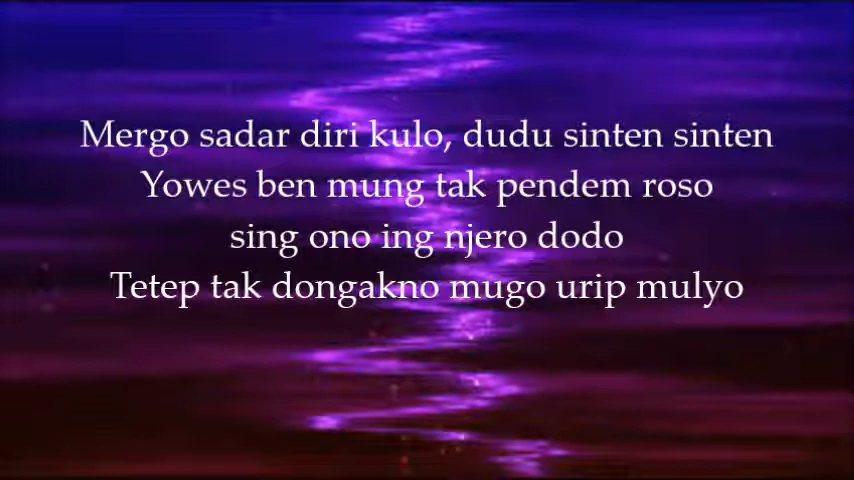 Mergo sadar diri kulo, dudu sinten sinten
Yowes ben mung tak pendem roso
sing ono ing njero dodo
Tetep tak dongakno mugo urip mulyo